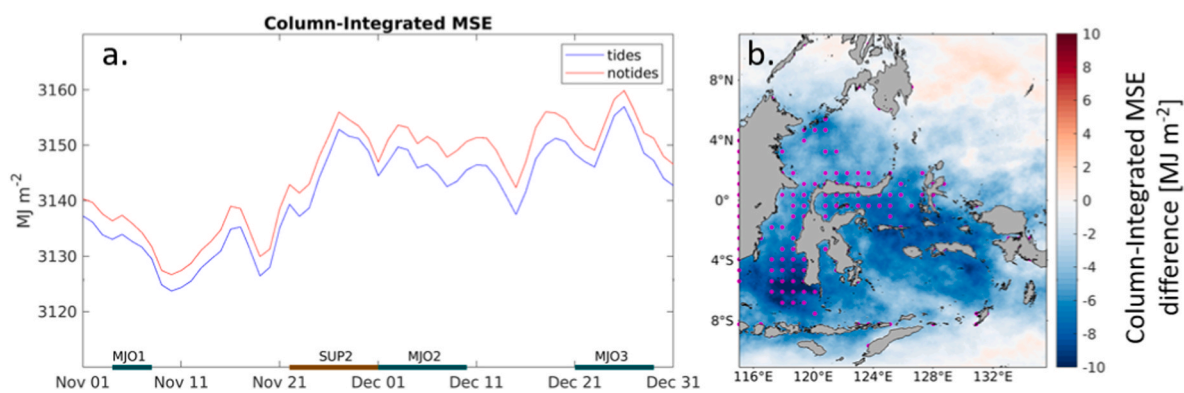 Column-Integrated MSE
a.
tides
notides
MJ m-2
3160
3150
3140
3130
3120
MJO1
SUP2
MJO2
MJO3
Nov 01
Nov 11
Nov 21
Dec 01
Dec 11
Dec 21
Dec 31
b.
8°N
4°N
0°
4°S
8°S
116°E
120°E
124°E
128°E
132°E
10
8
6
4
2
0
-2
-4
-6
-8
-10
Column-Integrated MSE
difference [MJ m-2]